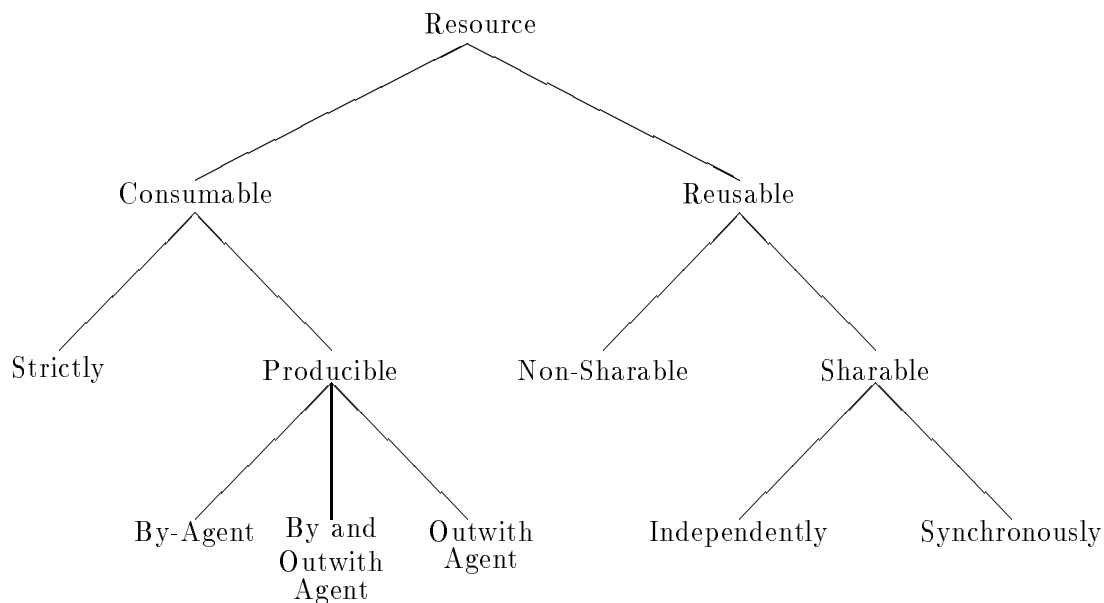 Resource
Consumable
Reusable
Strictly
Producible
Non-Sharable
Sharable
By-Agent
By and
Outwith
Agent
Outwith
Agent
Independently
Synchronously